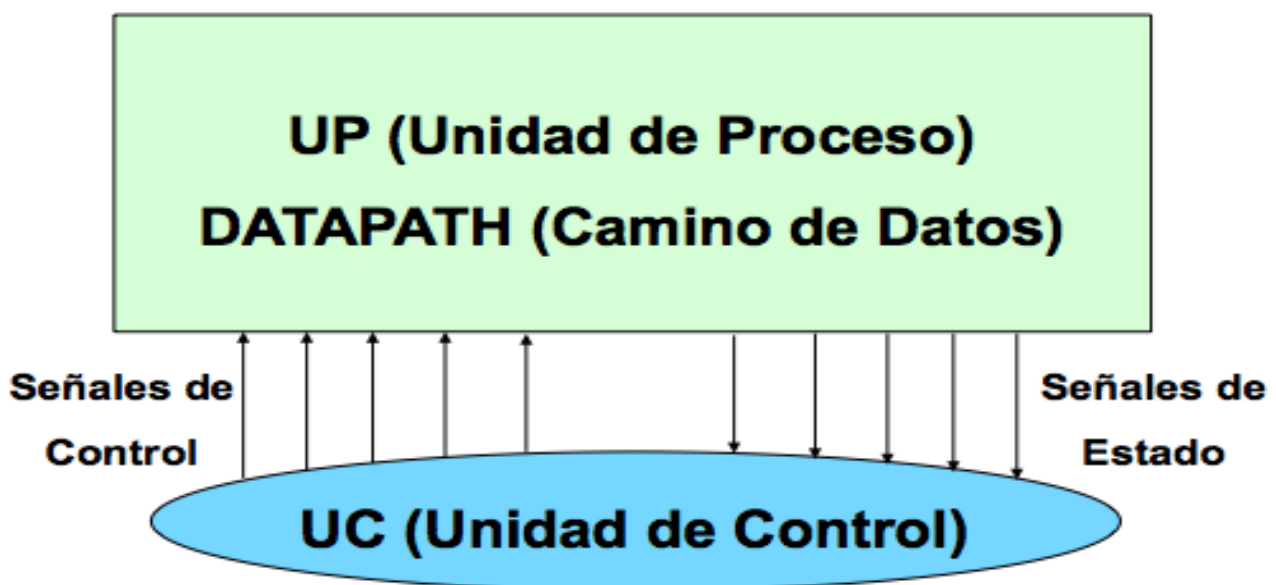 UP (Unidad de Proceso)
DATAPATH (Camino de Datos)
Señales de
Control
Señales de
Estado
UC (Unidad de Control)